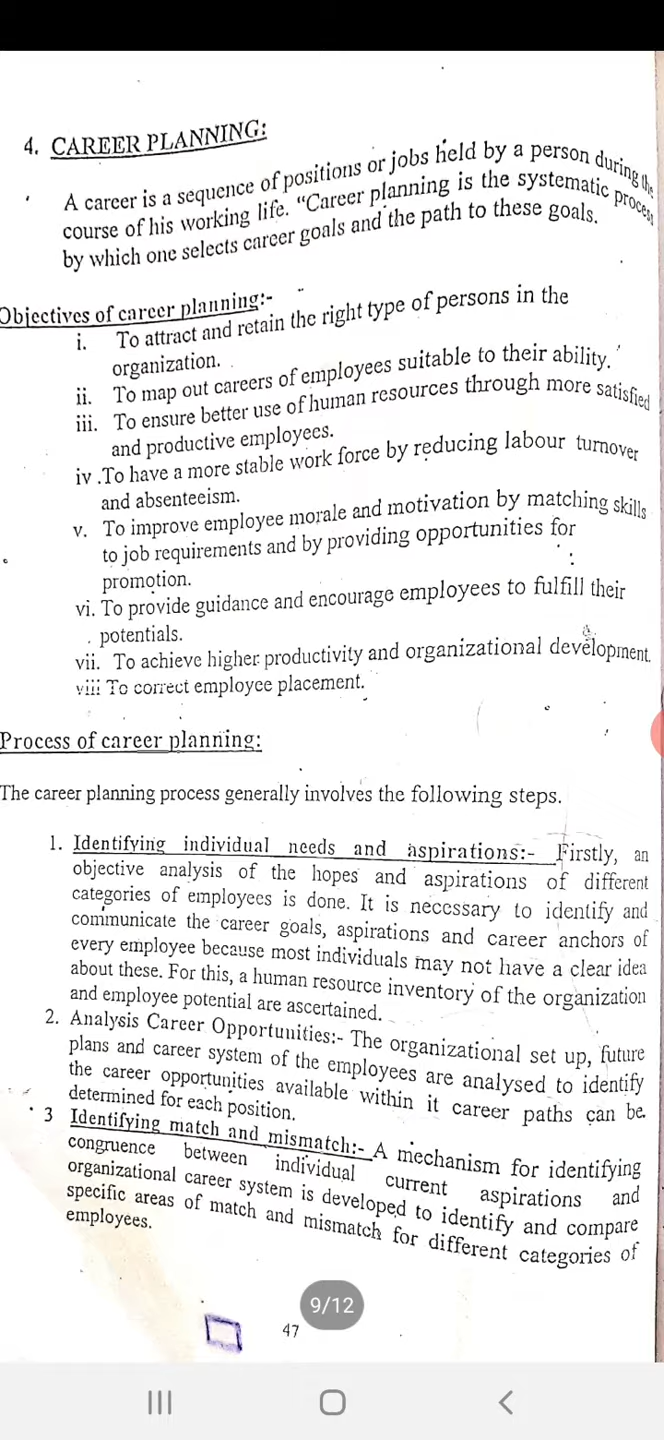 4. CAREER PLANNING:
A career is a sequence of positions or jobs held by a person during the
course of his working life. “Career planning is the systematic process
by which one selects career goals and the path to these goals.
Objectives of career planning:-
i. To attract and retain the right type of persons in the
organization.
ii. To map out careers of employees suitable to their ability.
iii. To ensure better use of human resources through more satisfied
and productive employees.
iv .To have a more stable work force by reducing labour turnover
and absenteeism.
v. To improve employee morale and motivation by matching skills
to job requirements and by providing opportunities for
promotion.
vi. To provide guidance and encourage employees to fulfill their
potentials.
vii. To achieve higher productivity and organizational development.
viii To correct employee placement.
Process of career planning:
The career planning process generally involves the following steps.
1. Identifying individual needs and aspirations:- Firstly, an
objective analysis of the hopes and aspirations of different
categories of employees is done. It is necessary to identify and
communicate the career goals, aspirations and career anchors of
every employee because most individuals may not have a clear idea
about these. For this, a human resource inventory of the organization
and employee potential are ascertained.
2. Analysis Career Opportunities:- The organizational set up, future
plans and career system of the employees are analysed to identify
the career opportunities available within it career paths can be
determined for each position.
3 Identifying match and mismatch:- A mechanism for identifying
congruence between individual current aspirations and
organizational career system is developed to identify and compare
specific areas of match and mismatch for different categories of
employees.
9/12
47